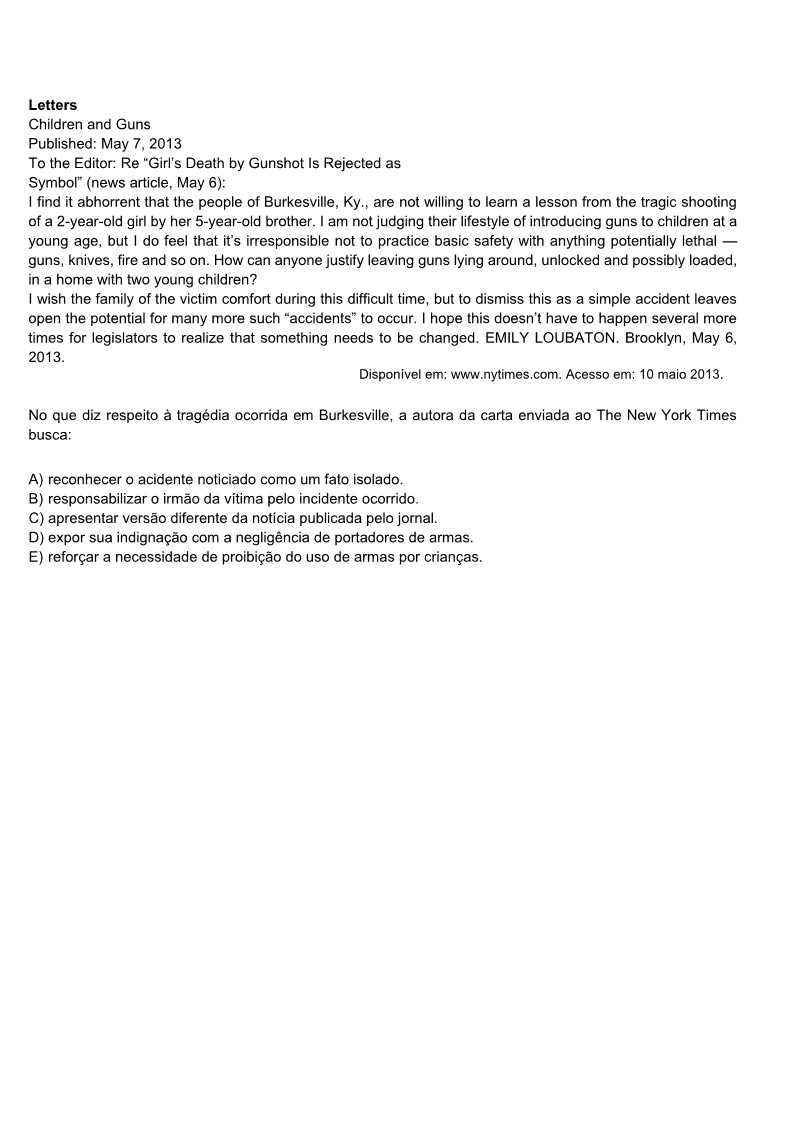 Letters
Children and Guns
Published: May 7, 2013
To the Editor: Re “Girl’s Death by Gunshot Is Rejected as
Symbol” (news article, May 6):
I find it abhorrent that the people of Burkesville, Ky., are not willing to learn a lesson from the tragic shooting
of a 2-year-old girl by her 5-year-old brother. I am not judging their lifestyle of introducing guns to children at a
young age, but I do feel that it’s irresponsible not to practice basic safety with anything potentially lethal —
guns, knives, fire and so on. How can anyone justify leaving guns lying around, unlocked and possibly loaded,
in a home with two young children?
I wish the family of the victim comfort during this difficult time, but to dismiss this as a simple accident leaves
open the potential for many more such “accidents” to occur. I hope this doesn’t have to happen several more
times for legislators to realize that something needs to be changed. EMILY LOUBATON. Brooklyn, May 6,
2013.
Disponível em: www.nytimes.com. Acesso em: 10 maio 2013.
No que diz respeito à tragédia ocorrida em Burkesville, a autora da carta enviada ao The New York Times
busca:
A) reconhecer o acidente noticiado como um fato isolado.
B) responsabilizar o irmão da vítima pelo incidente ocorrido.
C) apresentar versão diferente da notícia publicada pelo jornal.
D) expor sua indignação com a negligência de portadores de armas.
E) reforçar a necessidade de proibição do uso de armas por crianças.